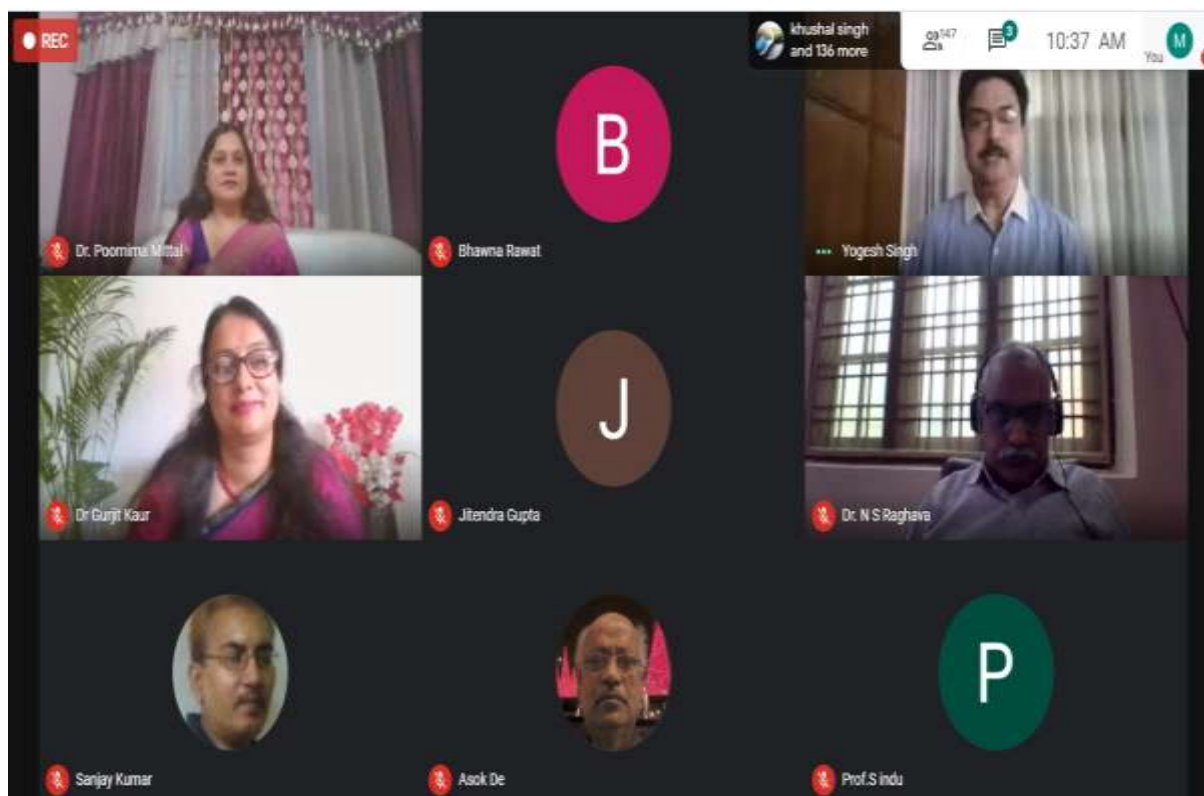 REC
khushal singh
and 136 more
147
3
10:37 AM
You
M
Dr. Poornima Mittal
B
Bhawna Rawat
Yogesh Singh
Dr Gurjit Kaur
J
Jitendra Gupta
Dr. N S Raghava
Sanjay Kumar
Asok De
P
Prof.S indu